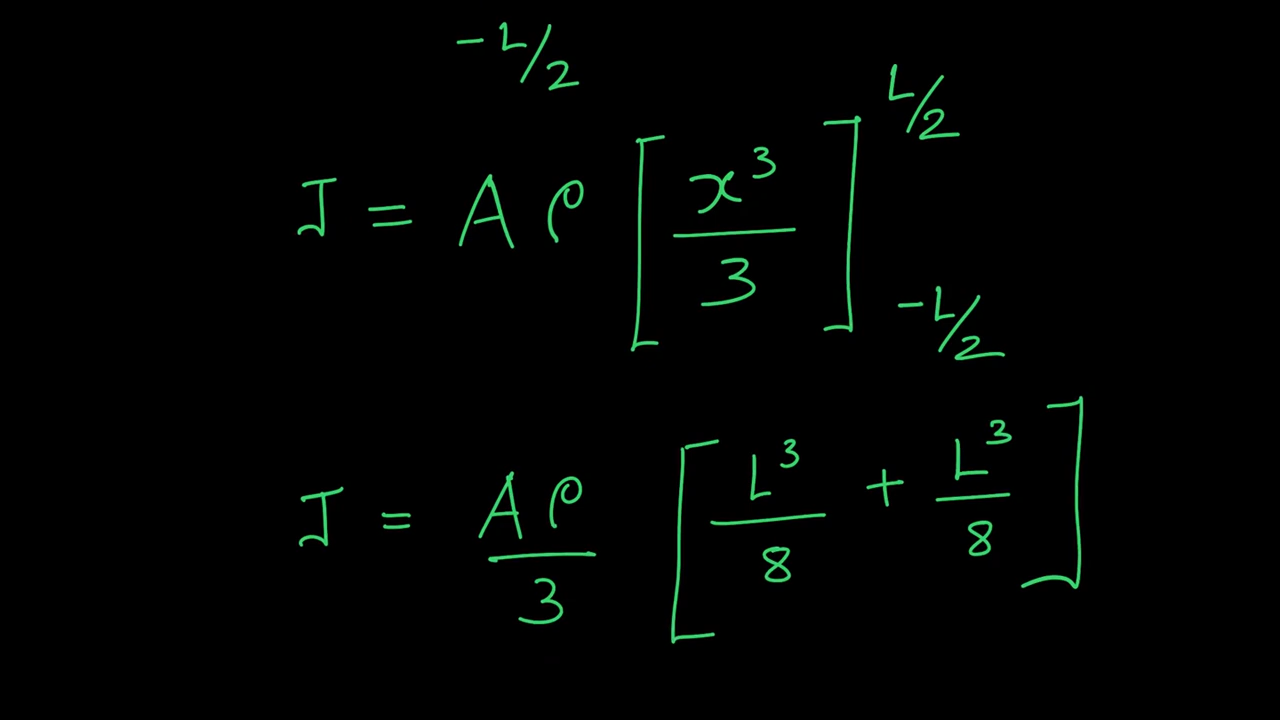 -L/2
J = Aρ [x³/3] L/2 -L/2
J = Aρ/3 [L³/8 + L³/8]